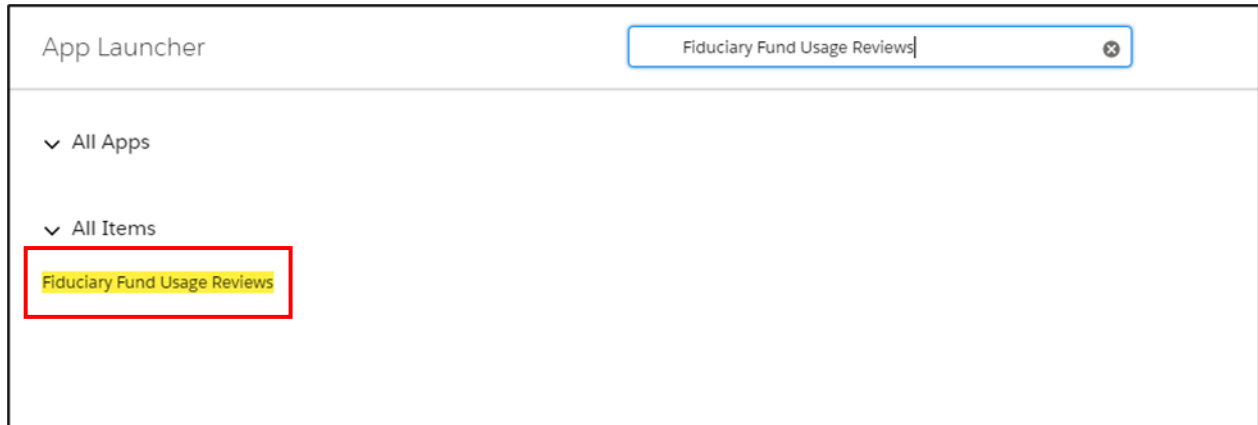 App Launcher
Fiduciary Fund Usage Reviews
All Apps
All Items
Fiduciary Fund Usage Reviews